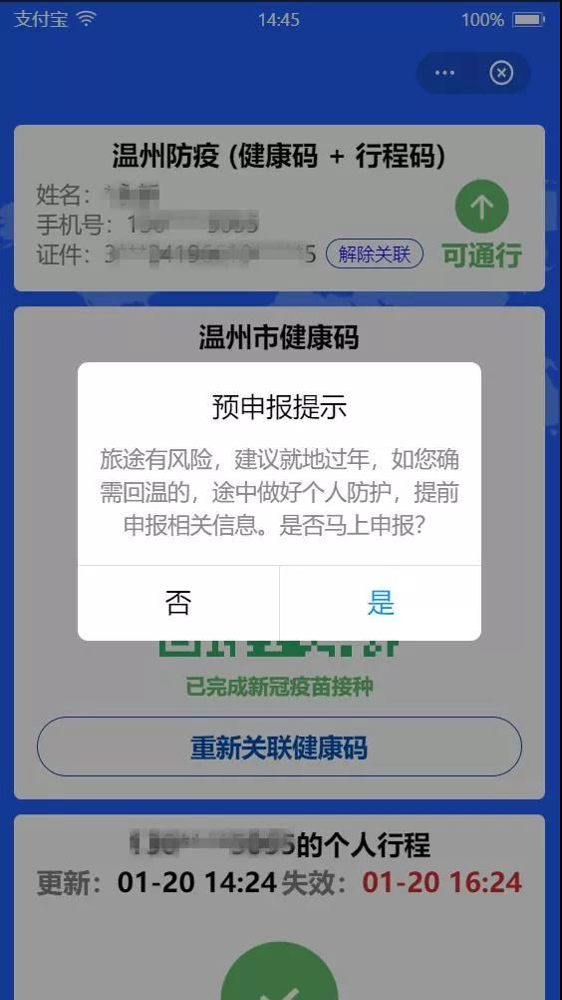 支付宝 14:45 100%
温州防疫 (健康码 + 行程码)
姓名：
手机号：
证件： 解除关联 可通行
温州市健康码
预申报提示
旅途有风险，建议就地过年，如您确
需回温的，途中做好个人防护，提前
申报相关信息。是否马上申报？
否 是
已完成新冠疫苗接种
重新关联健康码
的个人行程
更新：01-20 14:24 失效：01-20 16:24